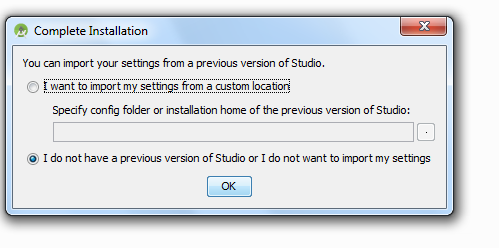 Complete Installation
You can import your settings from a previous version of Studio.
I want to import my settings from a custom location
Specify config folder or installation home of the previous version of Studio:
.
I do not have a previous version of Studio or I do not want to import my settings
OK